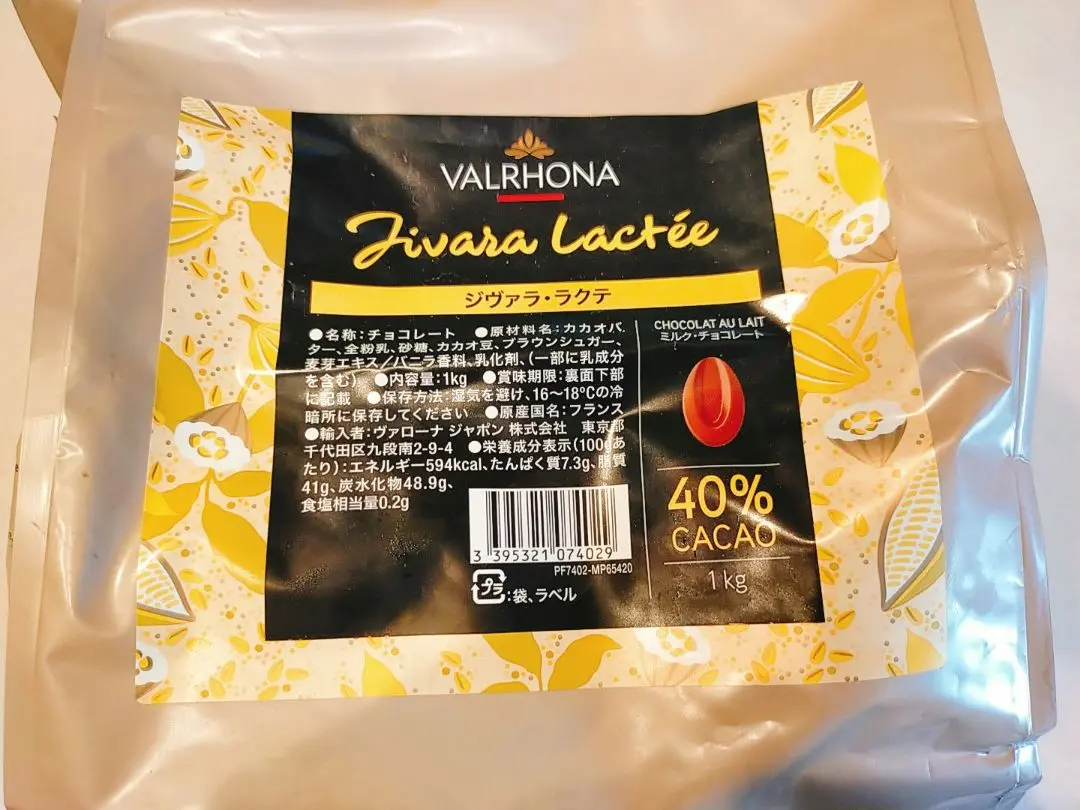 VALRHONA
Jivara Lactée
ジヴァラ・ラクテ
●名称:チョコレート ●原材料名:カカオバ
ター、全粉乳、砂糖、カカオ豆、ブラウンシュガー、
麦芽エキス/バニラ香料、乳化剤、(一部に乳成分
を含む) ●内容量:1kg ●賞味期限:裏面下部
に記載 ●保存方法:湿気を避け、16~18℃の冷
暗所に保存してください ●原産国名:フランス
●輸入者:ヴァローナ ジャポン 株式会社 東京都
千代田区九段南2-9-4 ●栄養成分表示(100gあ
たり):エネルギー594kcal、たんぱく質7.3g、脂質
41g、炭水化物48.9g、
食塩相当量0.2g
3 395321 074029
PF7402-MP65420
プラ:袋、ラベル
CHOCOLAT AU LAIT
ミルク・チョコレート
40%
CACAO
1 kg